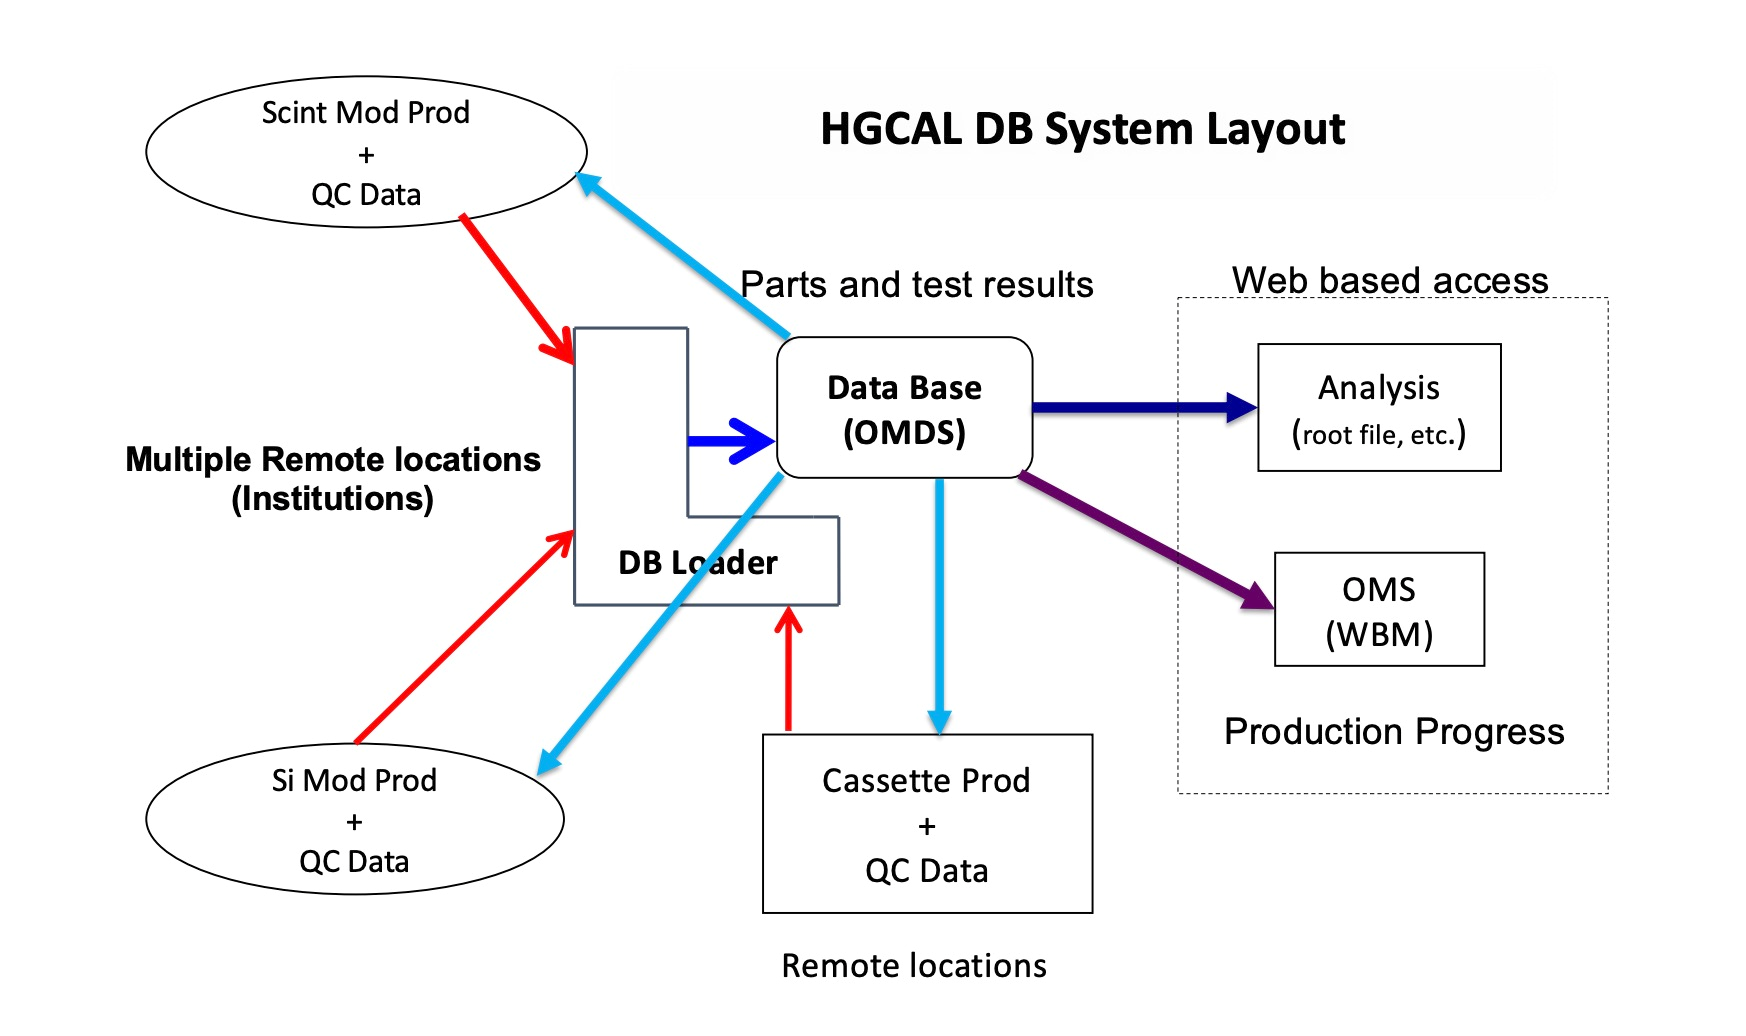 HGCAL DB System Layout
Scint Mod Prod
+
QC Data
Parts and test results
Web based access
Data Base
(OMDS)
Analysis
(root file, etc.)
Multiple Remote locations
(Institutions)
DB Loader
OMS
(WBM)
Production Progress
Si Mod Prod
+
QC Data
Cassette Prod
+
QC Data
Remote locations